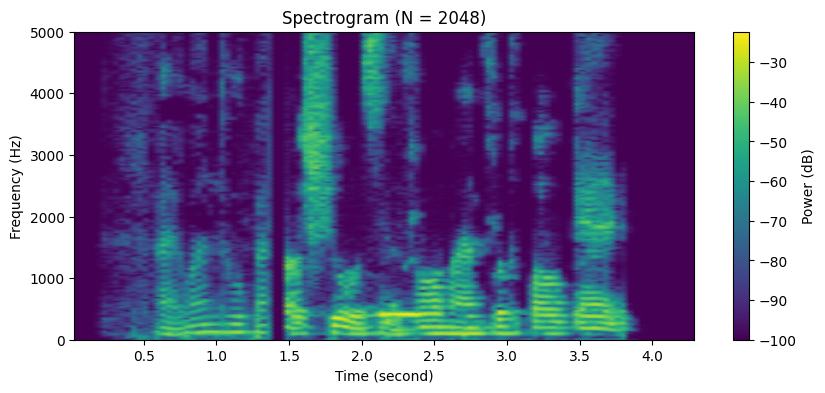 Spectrogram (N = 2048)
5000
4000
3000
2000
1000
0
Frequency (Hz)
0.5 1.0 1.5 2.0 2.5 3.0 3.5 4.0
Time (second)
−30
−40
−50
−60
−70
−80
−90
−100
Power (dB)